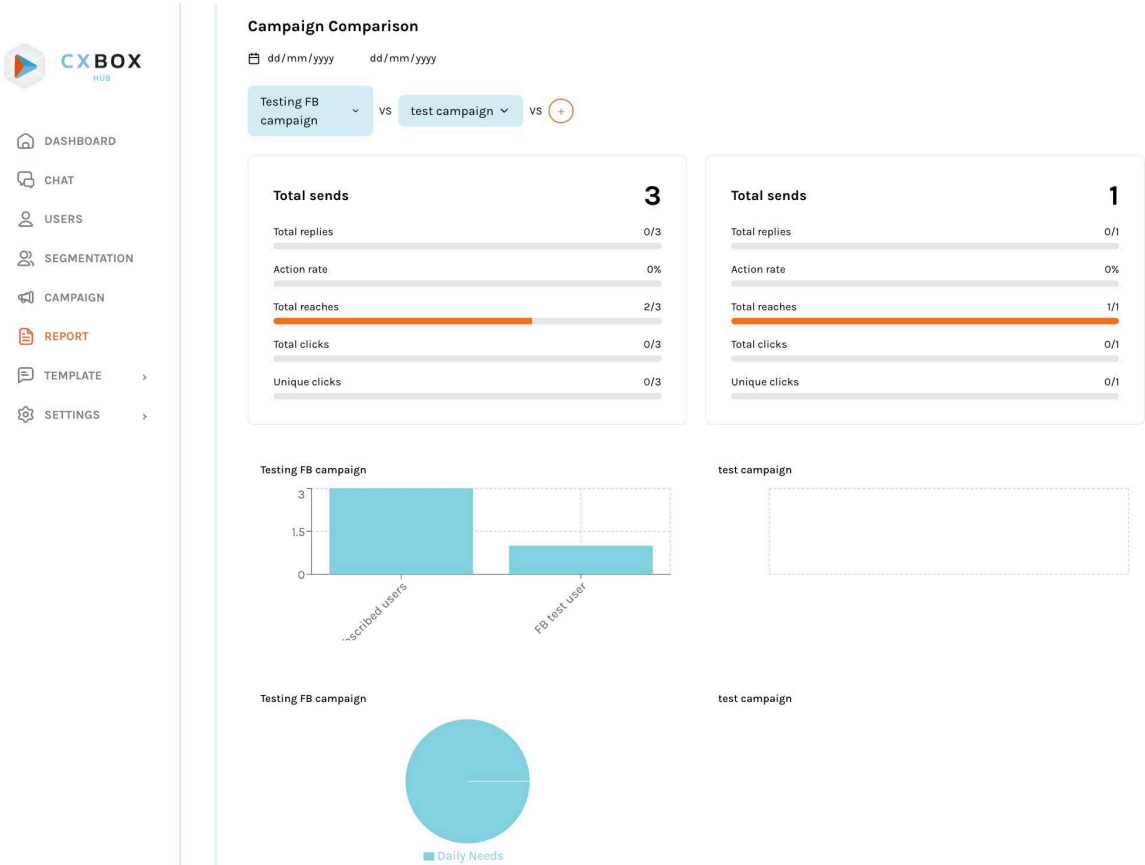 CXBOX
HUB
DASHBOARD
CHAT
USERS
SEGMENTATION
CAMPAIGN
REPORT
TEMPLATE
SETTINGS
Campaign Comparison
dd/mm/yyyy dd/mm/yyyy
Testing FB
campaign
VS test campaign VS +
Total sends 3
Total replies 0/3
Action rate 0%
Total reaches 2/3
Total clicks 0/3
Unique clicks 0/3
Total sends 1
Total replies 0/1
Action rate 0%
Total reaches 1/1
Total clicks 0/1
Unique clicks 0/1
Testing FB campaign
3
1.5
0
users
FB test user
test campaign
Testing FB campaign
Daily Needs
test campaign